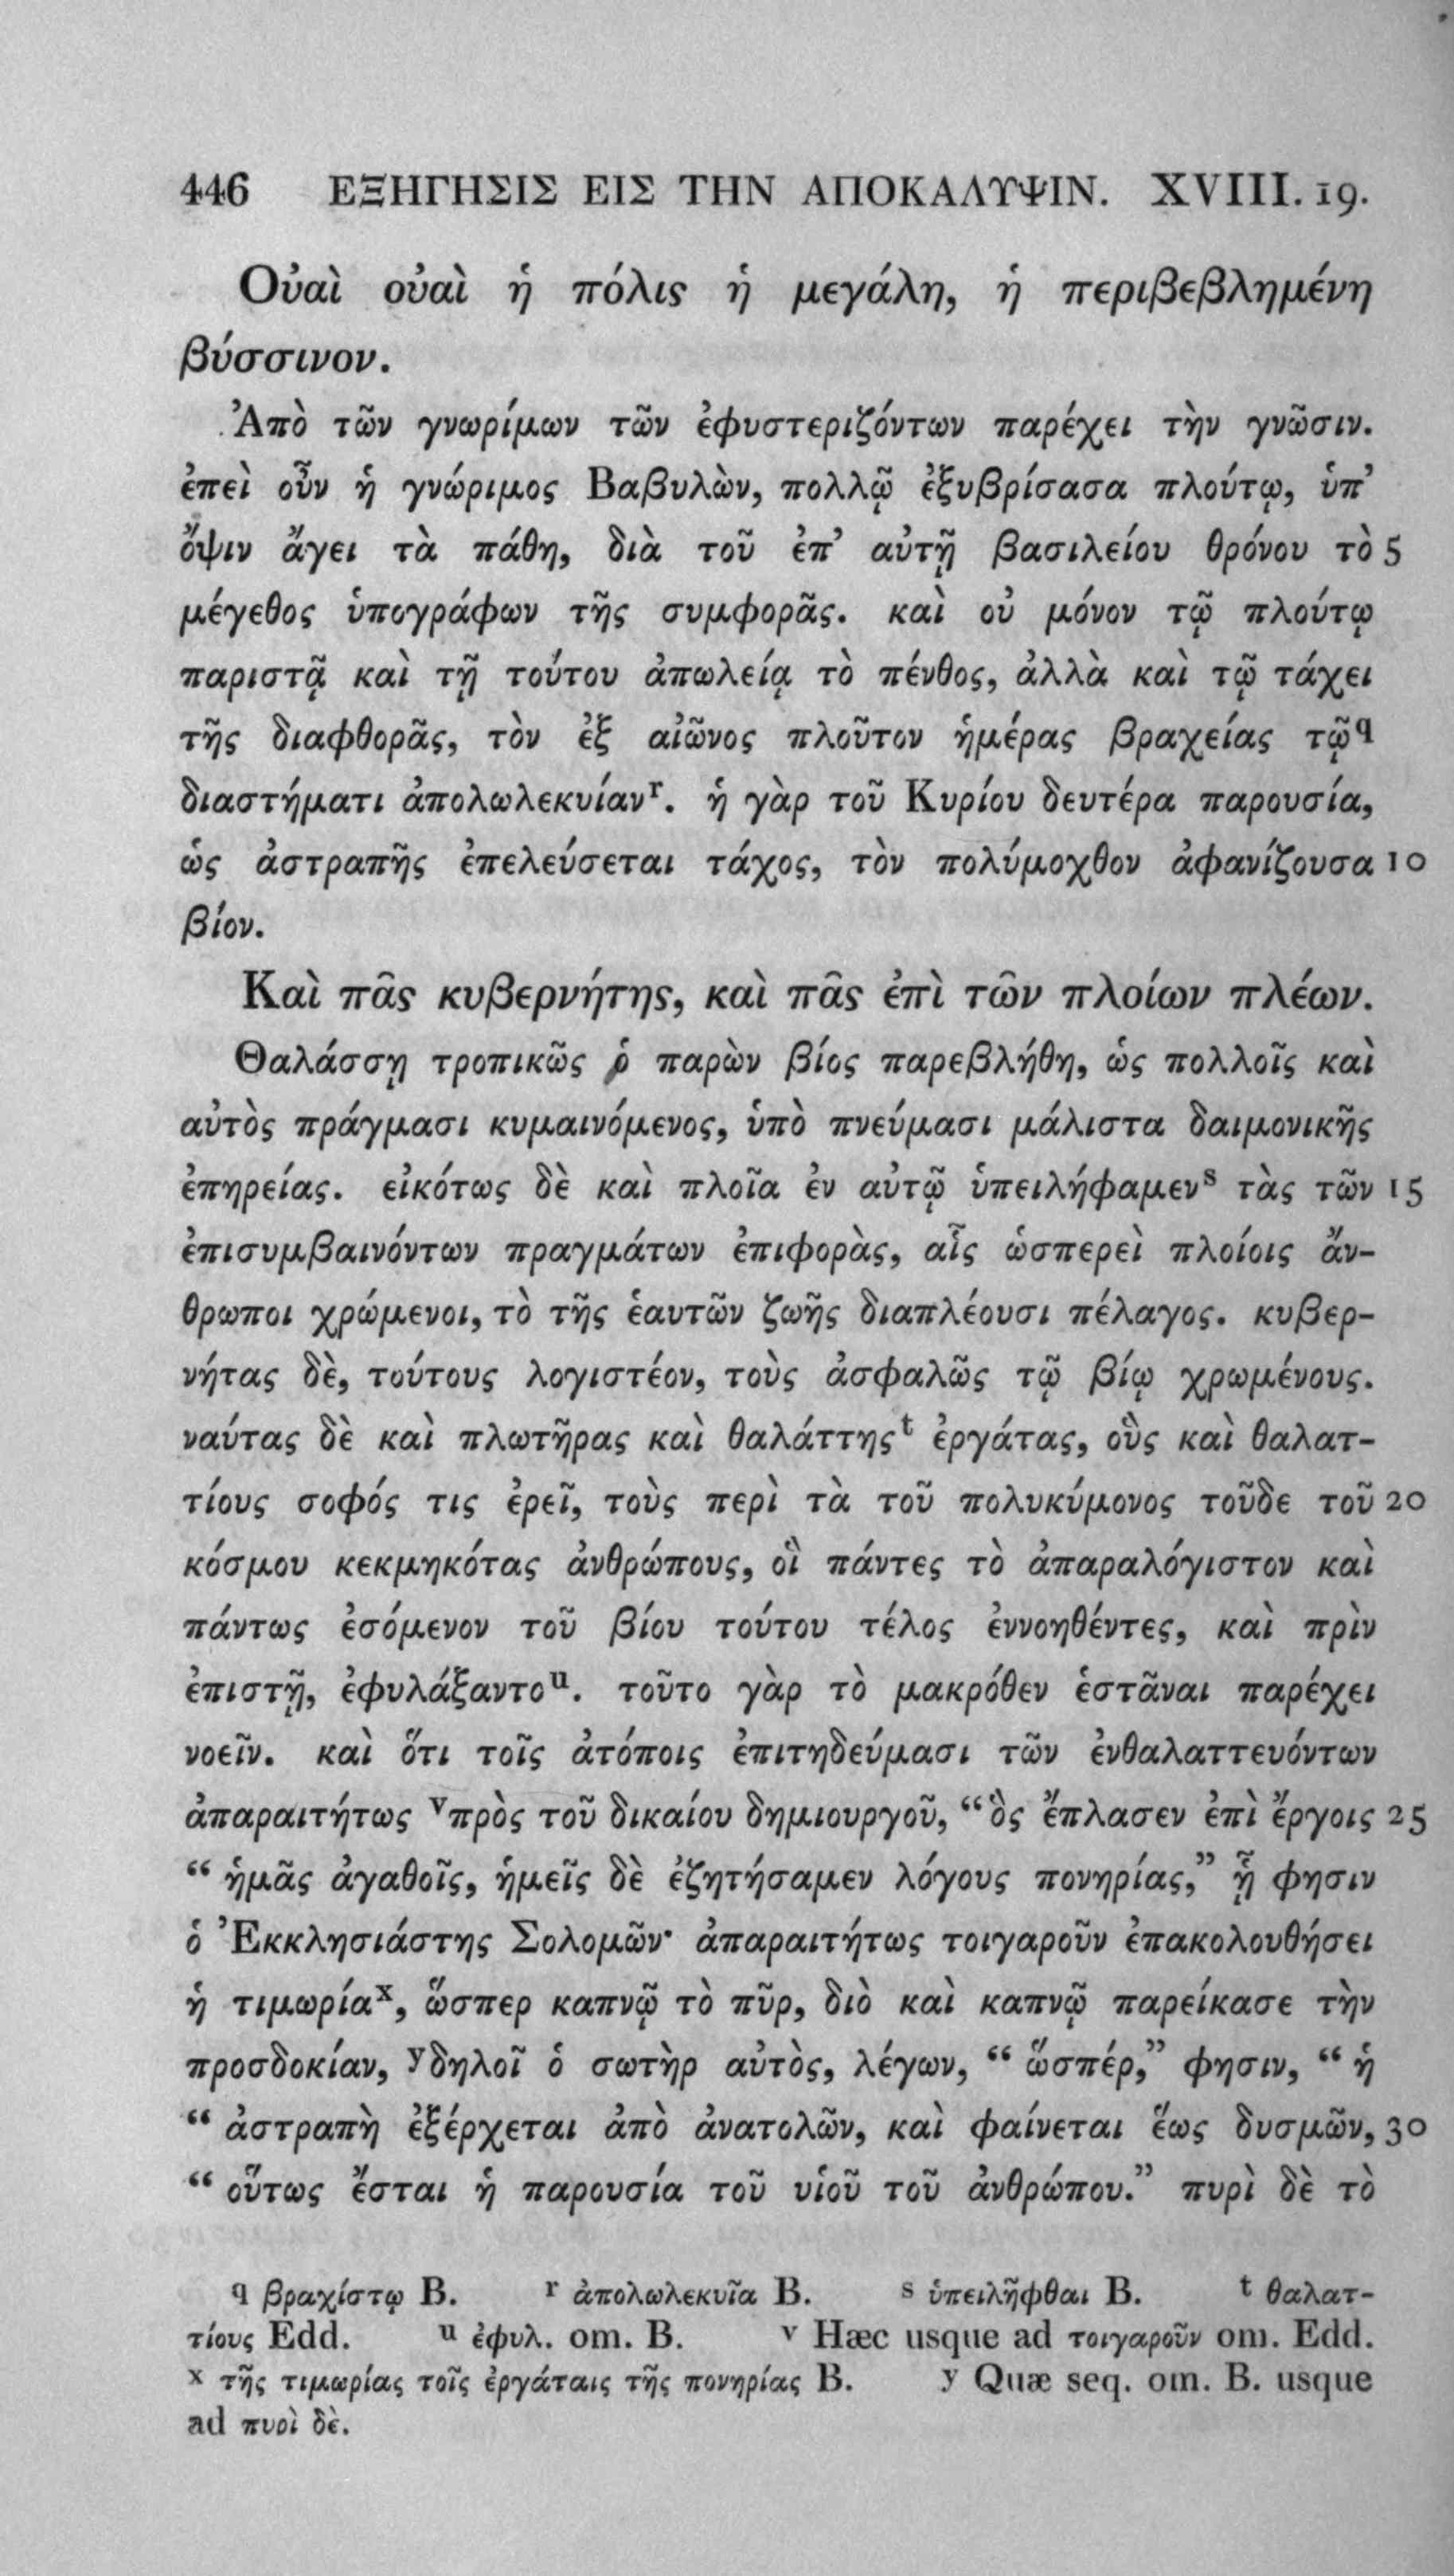 446 ΕΞΗΓΗΣΙΣ ΕΙΣ ΤΗΝ ΑΠΟΚΑΛΥΨΙΝ. XVIII. 19.
Οὐαὶ οὐαὶ ἡ πόλις ἡ μεγάλη, ἡ περιβεβλημένη
βύσσινον.
Ἀπὸ τῶν γνωρίμων τῶν ἐφυστεριζόντων παρέχει τὴν γνῶσιν.
ἐπεὶ οὖν ἡ γνώριμος Βαβυλὼν, πολλῷ ἐξυβρίσασα πλούτῳ, ὑπ’
ὄψιν ἄγει τὰ πάθη, διὰ τοῦ ἐπ’ αὐτῇ βασιλείου θρόνου τὸ 5
μέγεθος ὑπογράφων τῆς συμφορᾶς. καὶ οὐ μόνον τῷ πλούτῳ
παριστᾷ καὶ τῇ τούτου ἀπωλείᾳ τὸ πένθος, ἀλλὰ καὶ τῷ τάχει
τῆς διαφθορᾶς, τὸν ἐξ αἰῶνος πλοῦτον ἡμέρας βραχείας τῷ q
διαστήματι ἀπολωλεκυίαν r. ἡ γὰρ τοῦ Κυρίου δευτέρα παρουσία,
ὡς ἀστραπῆς ἐπελεύσεται τάχος, τὸν πολύμοχθον ἀφανίζουσα 10
βίον.
Καὶ πᾶς κυβερνήτης, καὶ πᾶς ἐπὶ τῶν πλοίων πλέων.
Θαλάσσῃ τροπικῶς ὁ παρὼν βίος παρεβλήθη, ὡς πολλοῖς καὶ
αὐτὸς πράγμασι κυμαινόμενος, ὑπὸ πνεύμασι μάλιστα δαιμονικῆς
ἐπηρείας. εἰκότως δὲ καὶ πλοῖα ἐν αὐτῷ ὑπειλήφαμεν s τὰς τῶν 15
ἐπισυμβαινόντων πραγμάτων ἐπιφορὰς, αἷς ὡσπερεὶ πλοίοις ἄν-
θρωποι χρώμενοι, τὸ τῆς ἑαυτῶν ζωῆς διαπλέουσι πέλαγος. κυβερ-
νήτας δὲ, τούτους λογιστέον, τοὺς ἀσφαλῶς τῷ βίῳ χρωμένους.
ναύτας δὲ καὶ πλωτῆρας καὶ θαλάττης t ἐργάτας, οὓς καὶ θαλατ-
τίους σοφός τις ἐρεῖ, τοὺς περὶ τὰ τοῦ πολυκύμονος τοῦδε τοῦ 20
κόσμου κεκμηκότας ἀνθρώπους, οἳ πάντες τὸ ἀπαραλόγιστον καὶ
πάντως ἐσόμενον τοῦ βίου τούτου τέλος ἐννοηθέντες, καὶ πρὶν
ἐπιστῇ, ἐφυλάξαντο u. τοῦτο γὰρ τὸ μακρόθεν ἑστᾶναι παρέχει
νοεῖν. καὶ ὅτι τοῖς ἀτόποις ἐπιτηδεύμασι τῶν ἐνθαλαττευόντων
ἀπαραιτήτως v πρὸς τοῦ δικαίου δημιουργοῦ, “ὃς ἔπλασεν ἐπὶ ἔργοις 25
“ ἡμᾶς ἀγαθοῖς, ἡμεῖς δὲ ἐζητήσαμεν λόγους πονηρίας,” ᾗ φησιν
ὁ Ἐκκλησιάστης Σολομῶν· ἀπαραιτήτως τοιγαροῦν ἐπακολουθήσει
ἡ τιμωρία x, ὥσπερ καπνῷ τὸ πῦρ, διὸ καὶ καπνῷ παρείκασε τὴν
προσδοκίαν, y δηλοῖ ὁ σωτὴρ αὐτὸς, λέγων, “ ὥσπέρ,” φησιν, “ ἡ
“ ἀστραπὴ ἐξέρχεται ἀπὸ ἀνατολῶν, καὶ φαίνεται ἕως δυσμῶν, 30
“ οὕτως ἔσται ἡ παρουσία τοῦ υἱοῦ τοῦ ἀνθρώπου.” πυρὶ δὲ τὸ
q βραχίστῳ B. r ἀπολωλεκυῖα B. s ὑπειλῆφθαι B. t θαλατ-
τίους Edd. u ἐφυλ. om. B. v Hæc usque ad τοιγαροῦν om. Edd.
x τῆς τιμωρίας τοῖς ἐργάταις τῆς πονηρίας B. y Quæ seq. om. B. usque
ad πυρὶ δὲ.